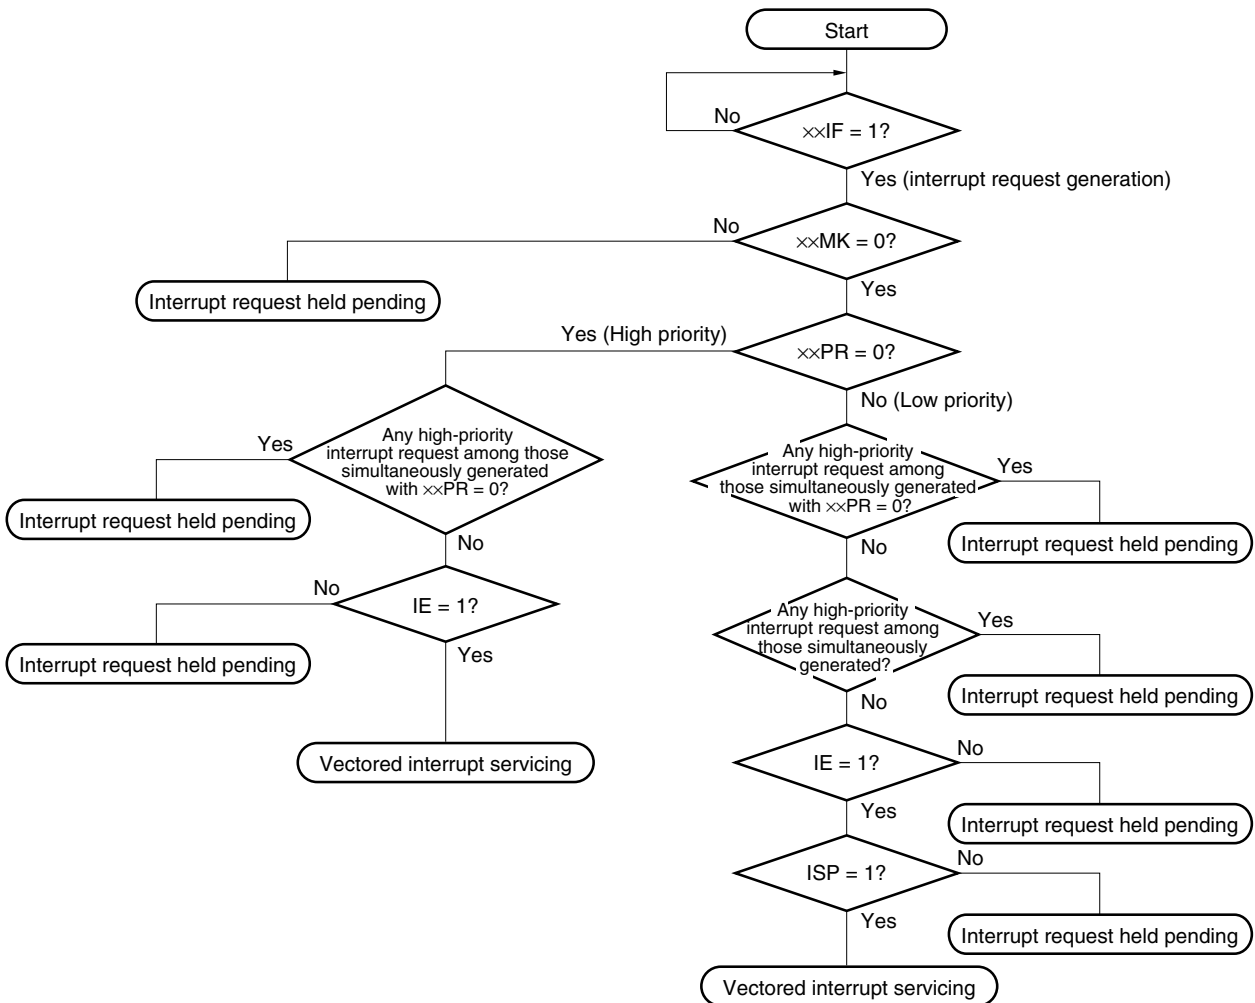 Start
No
××IF = 1?
Yes (interrupt request generation)
No
××MK = 0?
Interrupt request held pending
Yes
Yes (High priority)
××PR = 0?
No (Low priority)
Yes
Any high-priority
interrupt request among those
simultaneously generated
with ××PR = 0?
Any high-priority
interrupt request among
those simultaneously generated
with ××PR = 0?
Yes
Interrupt request held pending
Interrupt request held pending
No
No
No
IE = 1?
Any high-priority
interrupt request among
those simultaneously
generated?
Yes
Interrupt request held pending
Yes
Interrupt request held pending
No
Vectored interrupt servicing
IE = 1?
No
Yes
Interrupt request held pending
ISP = 1?
No
Yes
Interrupt request held pending
Vectored interrupt servicing